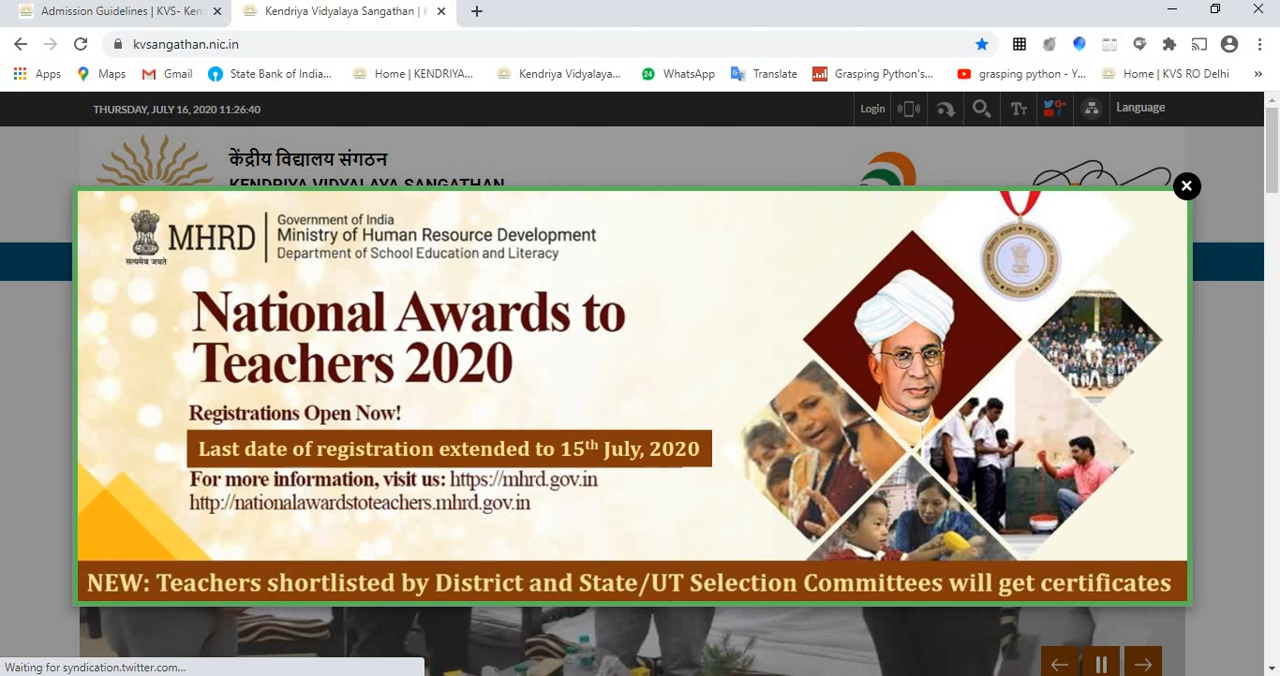 Admission Guidelines | KVS- Ken
Kendriya Vidyalaya Sangathan |
kvsangathan.nic.in
Apps
Maps
Gmail
State Bank of India...
Home | KENDRIYA...
Kendriya Vidyalaya...
WhatsApp
Translate
Grasping Python's...
grasping python - Y...
Home | KVS RO Delhi
THURSDAY, JULY 16, 2020 11:26:40
Login
Language
केंद्रीय विद्यालय संगठन
KENDRIYA VIDYALAYA SANGATHAN
MHRD
सत्यमेव जयते
Government of India
Ministry of Human Resource Development
Department of School Education and Literacy
National Awards to
Teachers 2020
Registrations Open Now!
Last date of registration extended to 15th July, 2020
For more information, visit us: https://mhrd.gov.in
http://nationalawardstoteachers.mhrd.gov.in
NEW: Teachers shortlisted by District and State/UT Selection Committees will get certificates
Waiting for syndication.twitter.com...